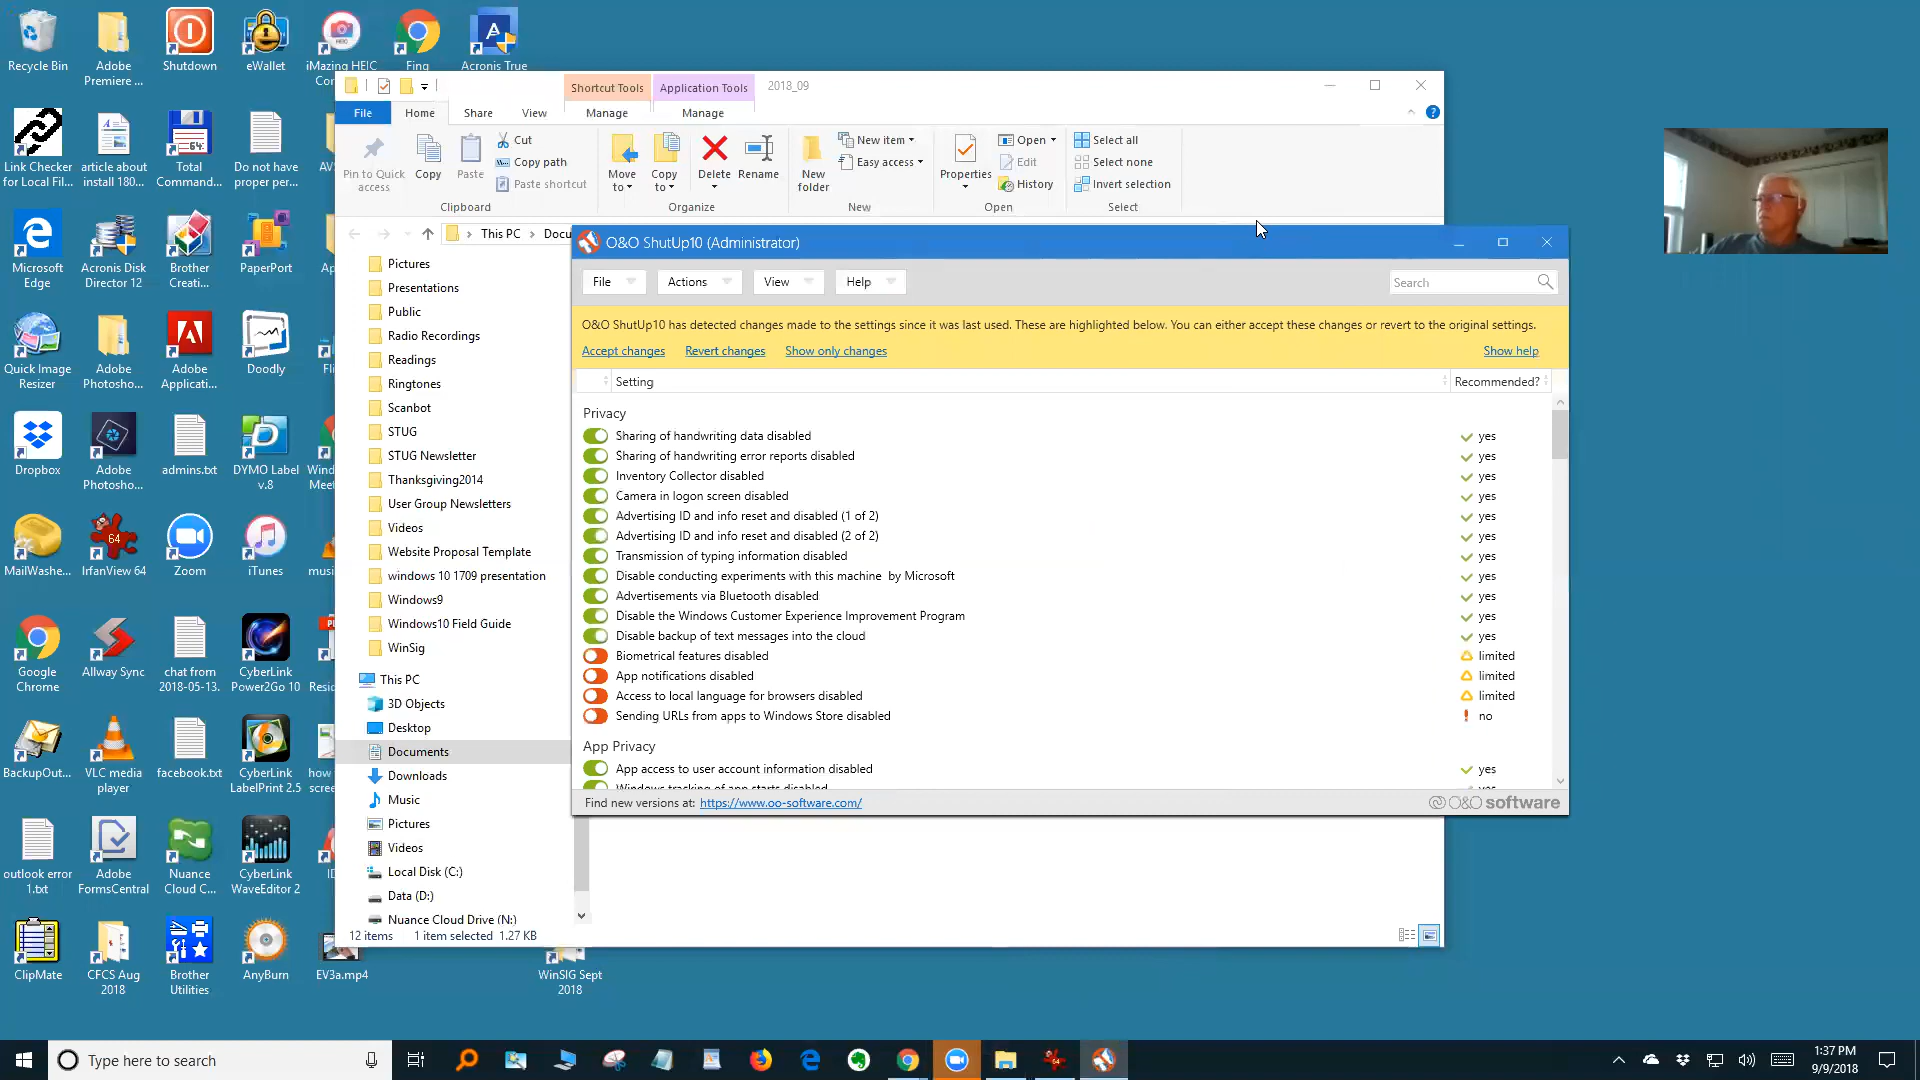 Recycle Bin
Adobe
Premiere ...
Shutdown
eWallet
iMazing HEIC
Con
Fing
Acronis True
Link Checker
for Local Fil...
article about
install 180...
Total
Command...
Do not have
proper per...
AVS
Microsoft
Edge
Acronis Disk
Director 12
Brother
Creati...
PaperPort
Quick Image
Resizer
Adobe
Photosho...
Adobe
Applicati...
Doodly
Dropbox
Adobe
Photosho...
admins.txt
DYMO Label
v.8
Wind
Mee
MailWashe...
IrfanView 64
Zoom
iTunes
musi
Google
Chrome
Allway Sync
chat from
2018-05-13.
CyberLink
Power2Go 10
Resid
BackupOut...
VLC media
player
facebook.txt
CyberLink
LabelPrint 2.5
how
scree
outlook error
1.txt
Adobe
FormsCentral
Nuance
Cloud C...
CyberLink
WaveEditor 2
ClipMate
CFCS Aug
2018
Brother
Utilities
AnyBurn
EV3a.mp4
WinSIG Sept
2018
Shortcut Tools
Application Tools
2018_09
File
Home
Share
View
Manage
Manage
Pin to Quick
access
Copy
Paste
Cut
Copy path
Paste shortcut
Clipboard
Move
to
Copy
to
Delete
Rename
Organize
New
folder
New item
Easy access
New
Properties
Open
Edit
History
Open
Select all
Select none
Invert selection
Select
This PC > Docu
Pictures
Presentations
Public
Radio Recordings
Readings
Ringtones
Scanbot
STUG
STUG Newsletter
Thanksgiving2014
User Group Newsletters
Videos
Website Proposal Template
windows 10 1709 presentation
Windows9
Windows10 Field Guide
WinSig
This PC
3D Objects
Desktop
Documents
Downloads
Music
Pictures
Videos
Local Disk (C:)
Data (D:)
Nuance Cloud Drive (N:)
12 items
1 item selected 1.27 KB
O&O ShutUp10 (Administrator)
File
Actions
View
Help
Search
O&O ShutUp10 has detected changes made to the settings since it was last used. These are highlighted below. You can either accept these changes or revert to the original settings.
Accept changes
Revert changes
Show only changes
Show help
Setting
Recommended?
Privacy
Sharing of handwriting data disabled yes
Sharing of handwriting error reports disabled yes
Inventory Collector disabled yes
Camera in logon screen disabled yes
Advertising ID and info reset and disabled (1 of 2) yes
Advertising ID and info reset and disabled (2 of 2) yes
Transmission of typing information disabled yes
Disable conducting experiments with this machine by Microsoft yes
Advertisements via Bluetooth disabled yes
Disable the Windows Customer Experience Improvement Program yes
Disable backup of text messages into the cloud yes
Biometrical features disabled limited
App notifications disabled limited
Access to local language for browsers disabled limited
Sending URLs from apps to Windows Store disabled no
App Privacy
App access to user account information disabled yes
Windows tracking of app starts disabled yes
Find new versions at: https://www.oo-software.com/
O&O software
Type here to search
1:37 PM
9/9/2018